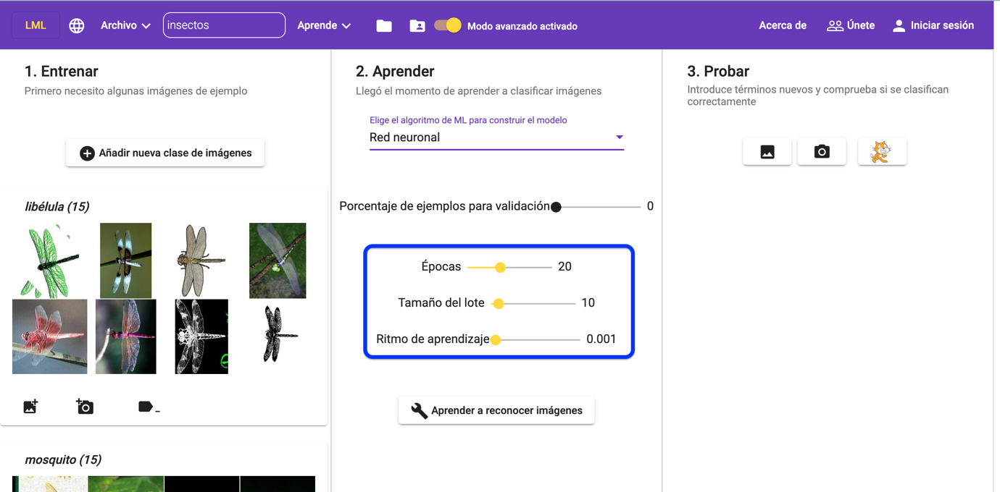 LML
Archivo
insectos
Aprende
Modo avanzado activado
Acerca de
Únete
Iniciar sesión
1. Entrenar
Primero necesito algunas imágenes de ejemplo
Añadir nueva clase de imágenes
libélula (15)
mosquito (15)
2. Aprender
Llegó el momento de aprender a clasificar imágenes
Elige el algoritmo de ML para construir el modelo
Red neuronal
Porcentaje de ejemplos para validación 0
Épocas 20
Tamaño del lote 10
Ritmo de aprendizaje 0.001
Aprender a reconocer imágenes
3. Probar
Introduce términos nuevos y comprueba si se clasifican
correctamente